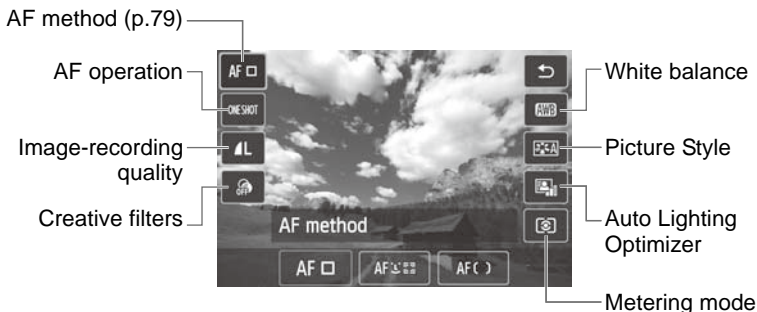 AF method (p.79)
AF operation
Image-recording
quality
Creative filters
AF
ONE SHOT
L
OFF
AWB
A
AF method
AF
AF
AF( )
White balance
Picture Style
Auto Lighting
Optimizer
Metering mode